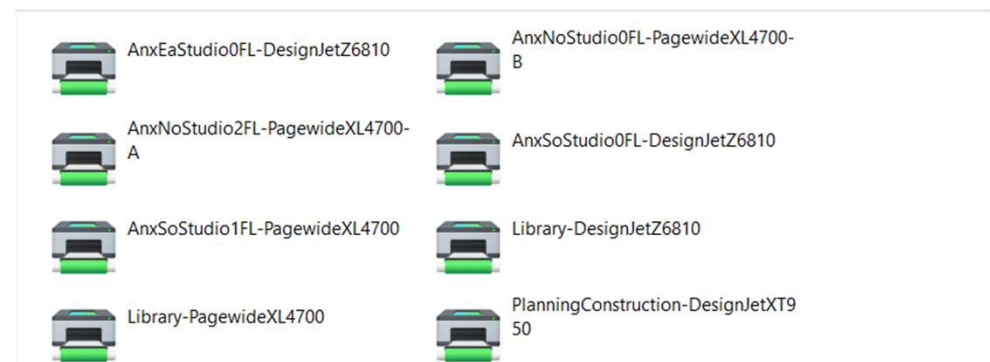 AnxEaStudio0FL-DesignJetZ6810
AnxNoStudio0FL-PagewideXL4700-
B
AnxNoStudio2FL-PagewideXL4700-
A
AnxSoStudio0FL-DesignJetZ6810
AnxSoStudio1FL-PagewideXL4700
Library-DesignJetZ6810
Library-PagewideXL4700
PlanningConstruction-DesignJetXT9
50